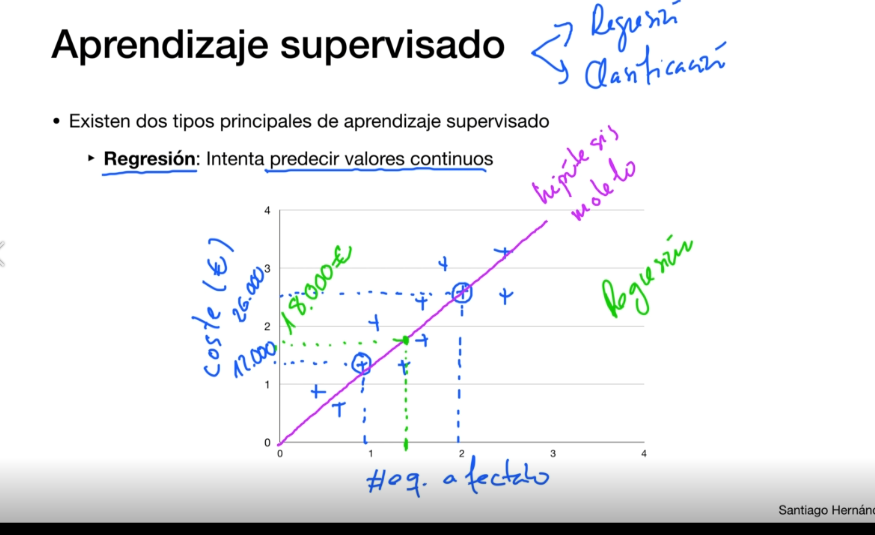 Aprendizaje supervisado
Regresión
Clasificación
• Existen dos tipos principales de aprendizaje supervisado
▸ Regresión: Intenta predecir valores continuos
hipótesis
modelo
Regresión
coste (€)
26.000
18.000€
12.000
4
3
2
1
0
0 1 2 3 4
#eq. afectado
Santiago Hernán